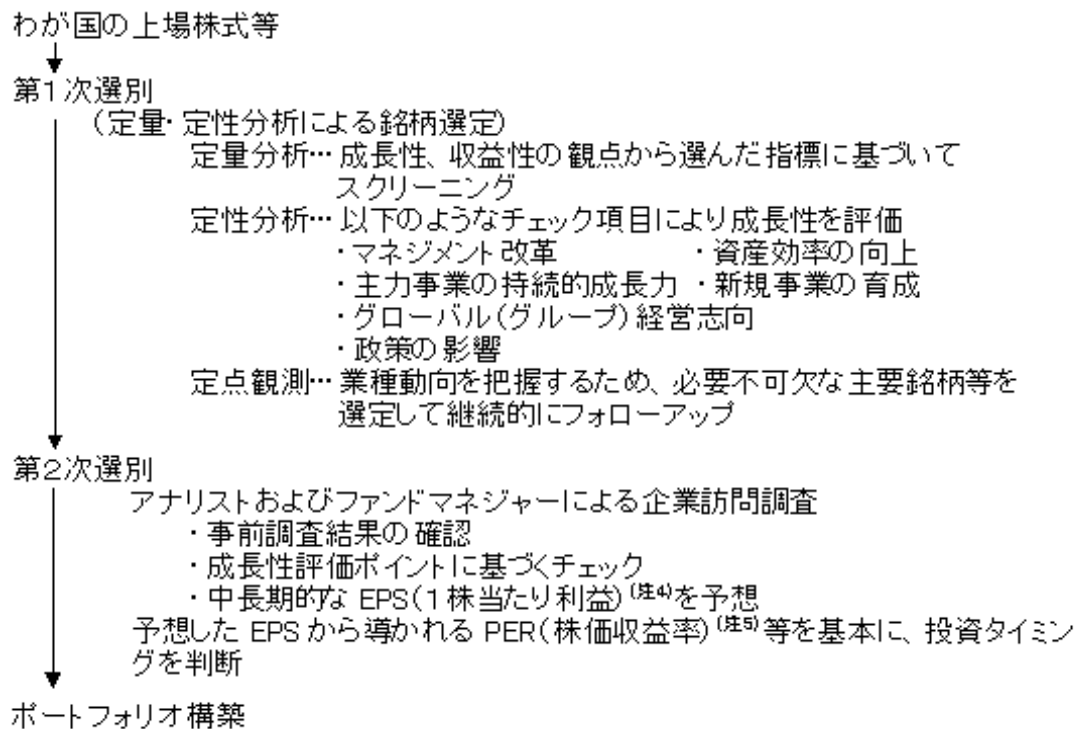 わが国の上場株式等
第1次選別
(定量・定性分析による銘柄選定)
定量分析… 成長性、収益性の観点から選んだ指標に基づいて
スクリーニング
定性分析… 以下のようなチェック項目により成長性を評価
・マネジメント改革 ・資産効率の向上
・主力事業の持続的成長力 ・新規事業の育成
・グローバル(グループ)経営志向
・政策の影響
定点観測… 業種動向を把握するため、必要不可欠な主要銘柄等を
選定して継続的にフォローアップ
第2次選別
アナリストおよびファンドマネジャーによる企業訪問調査
・事前調査結果の確認
・成長性評価ポイントに基づくチェック
・中長期的な EPS(1株当たり利益)(注4)を予想
予想した EPS から導かれる PER(株価収益率)(注5)等を基本に、投資タイミン
グを判断
ポートフォリオ構築